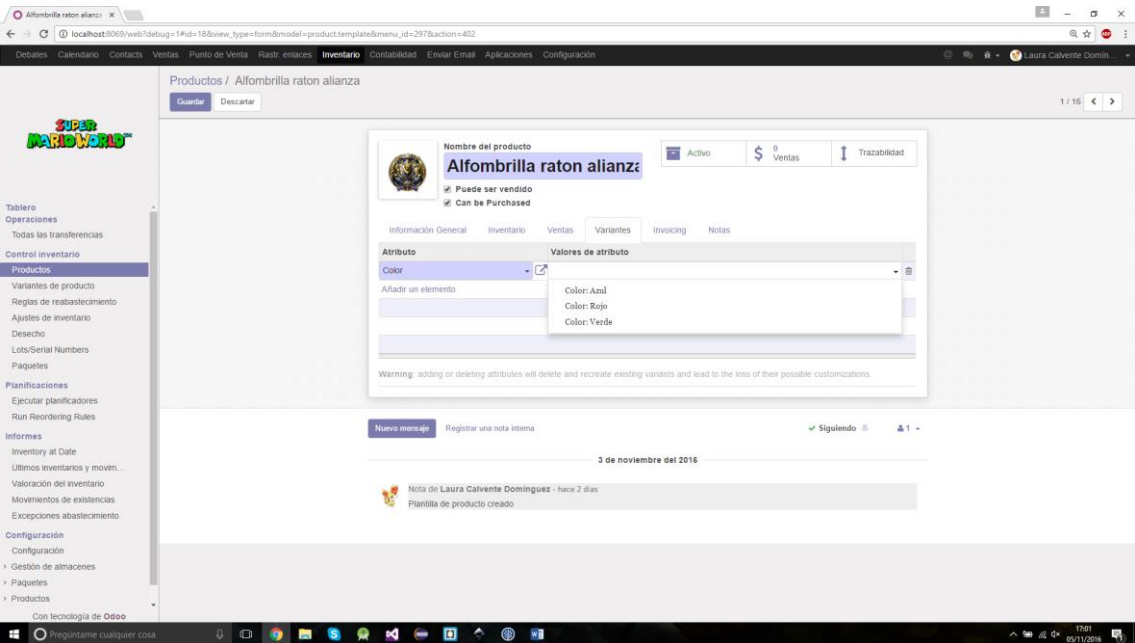 Alfombrilla raton alianza
localhost:8069/web?debug=1#id=18&view_type=form&model=product.template&menu_id=297&action=402
Debates Calendario Contacts Ventas Punto de Venta Rastr. enlaces Inventario Contabilidad Enviar Email Aplicaciones Configuración Laura Calvente Domin...
Productos / Alfombrilla raton alianza
Guardar Descartar 1 / 16
SUPER
MARIO WORLD
Tablero
Operaciones
Todas las transferencias
Control inventario
Productos
Variantes de producto
Reglas de reabastecimiento
Ajustes de inventario
Desecho
Lots/Serial Numbers
Paquetes
Planificaciones
Ejecutar planificadores
Run Reordering Rules
Informes
Inventory at Date
Últimos inventarios y movim...
Valoración del inventario
Movimientos de existencias
Excepciones abastecimiento
Configuración
Configuración
Gestión de almacenes
Paquetes
Productos
Con tecnología de Odoo
Nombre del producto
Alfombrilla raton alianza
Puede ser vendido
Can be Purchased
Activo
0
Ventas
Trazabilidad
Información General Inventario Ventas Variantes Invoicing Notas
Atributo Valores de atributo
Color
Añadir un elemento
Color: Azul
Color: Rojo
Color: Verde
Warning: adding or deleting attributes will delete and recreate existing variants and lead to the loss of their possible customizations.
Nuevo mensaje Registrar una nota interna Siguiendo 1
3 de noviembre del 2016
Nota de Laura Calvente Domínguez - hace 2 días
Plantilla de producto creado
Pregúntame cualquier cosa
17:01
05/11/2016